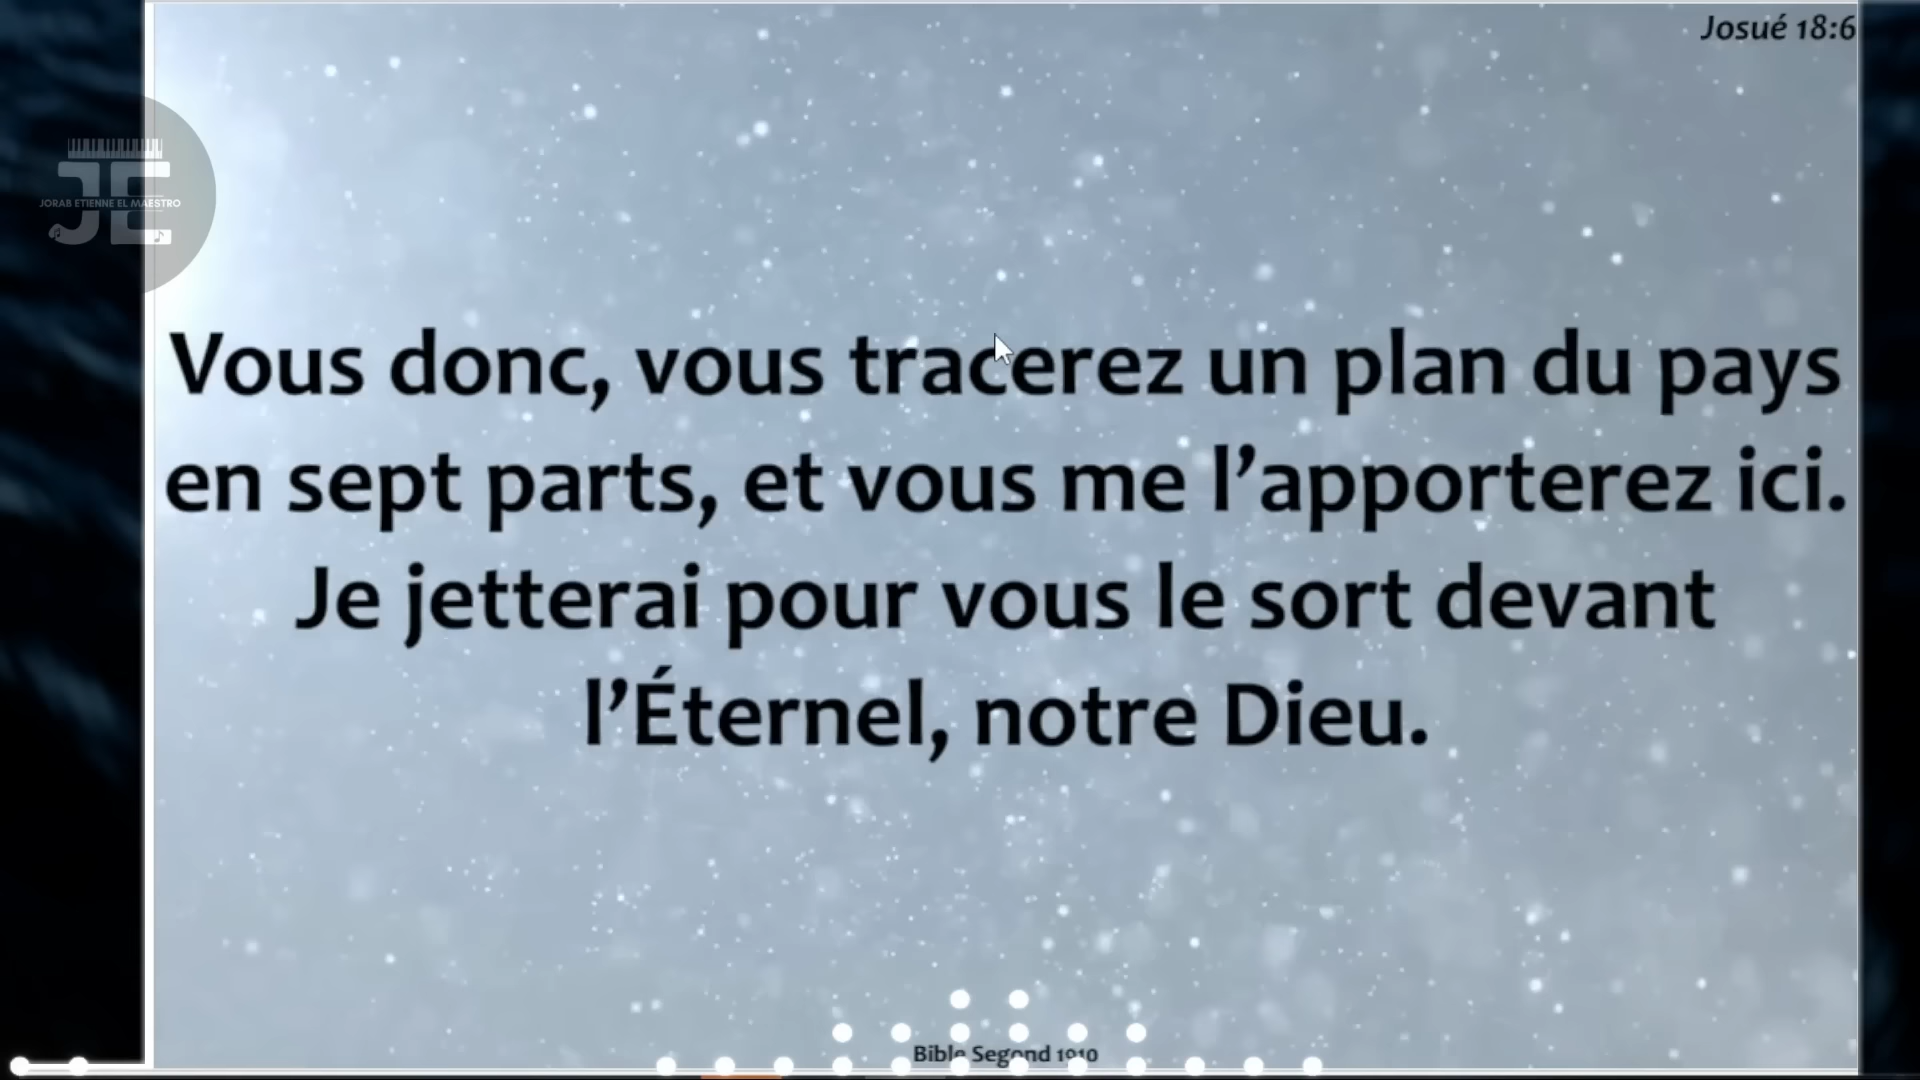 Josué 18:6
JE
JORAB ETIENNE EL MAESTRO
Vous donc, vous tracerez un plan du pays
en sept parts, et vous me l’apporterez ici.
Je jetterai pour vous le sort devant
l’Éternel, notre Dieu.
Bible Segond 1910